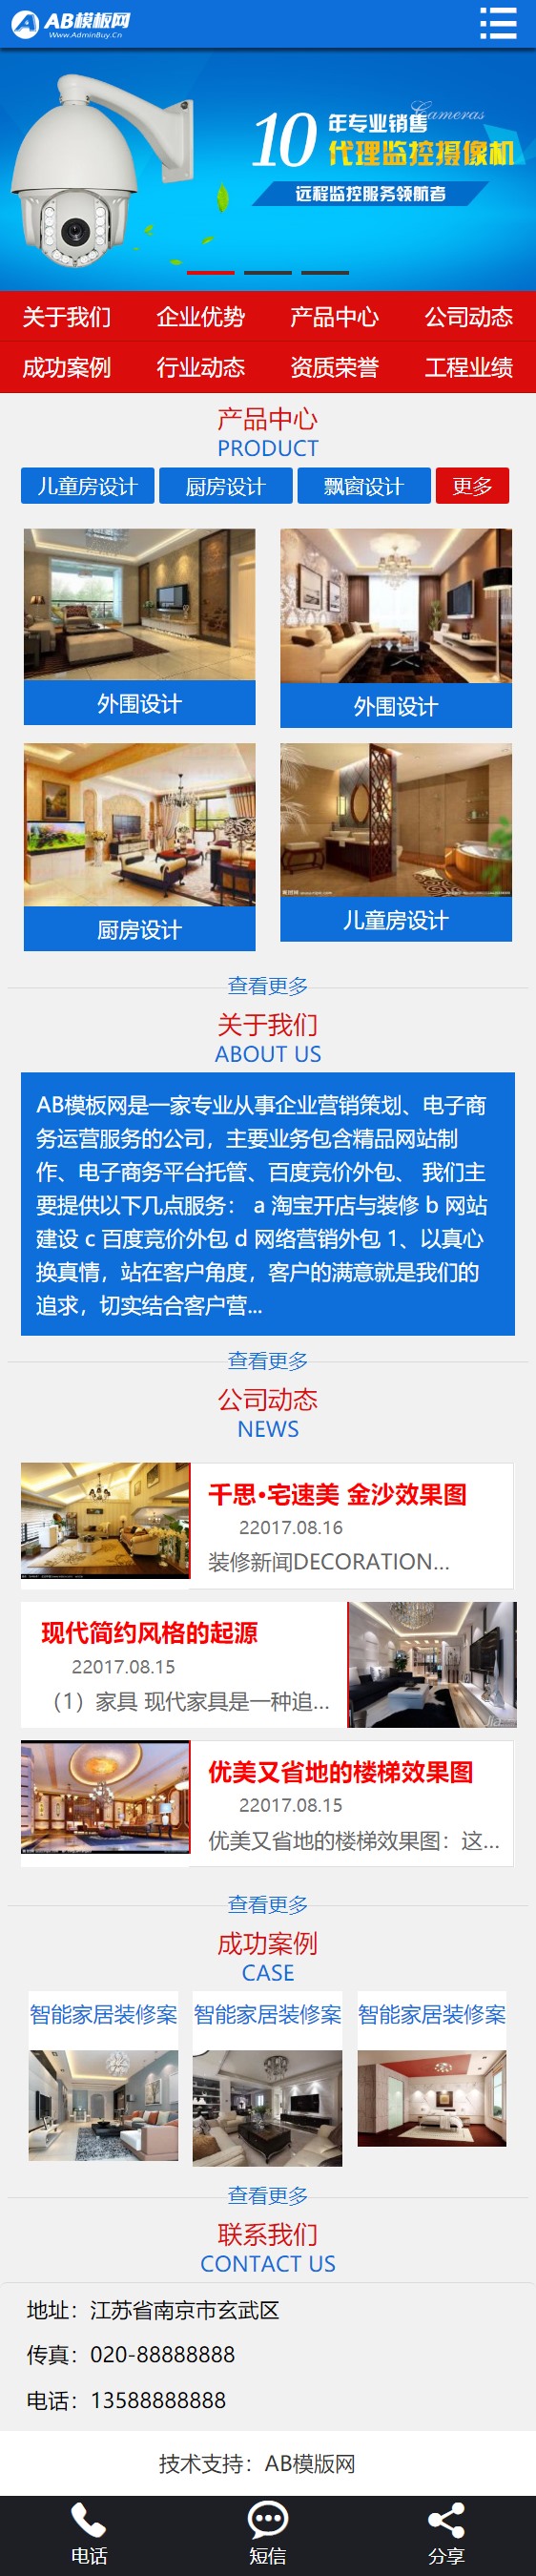 AB模板网
Www.AdminBuy.Cn
Cameras
10年专业销售
代理监控摄像机
远程监控服务领航者
关于我们 企业优势 产品中心 公司动态
成功案例 行业动态 资质荣誉 工程业绩
产品中心
PRODUCT
儿童房设计 厨房设计 飘窗设计 更多
外围设计 外围设计
厨房设计 儿童房设计
查看更多
关于我们
ABOUT US
AB模板网是一家专业从事企业营销策划、电子商
务运营服务的公司，主要业务包含精品网站制
作、电子商务平台托管、百度竞价外包、 我们主
要提供以下几点服务： a 淘宝开店与装修 b 网站
建设 c 百度竞价外包 d 网络营销外包 1、以真心
换真情，站在客户角度，客户的满意就是我们的
追求，切实结合客户营...
查看更多
公司动态
NEWS
千思•宅速美 金沙效果图
22017.08.16
装修新闻DECORATION...
现代简约风格的起源
22017.08.15
（1）家具 现代家具是一种追...
优美又省地的楼梯效果图
22017.08.15
优美又省地的楼梯效果图：这...
查看更多
成功案例
CASE
智能家居装修案 智能家居装修案 智能家居装修案
查看更多
联系我们
CONTACT US
地址：江苏省南京市玄武区
传真：020-88888888
电话：13588888888
技术支持：AB模版网
电话 短信 分享